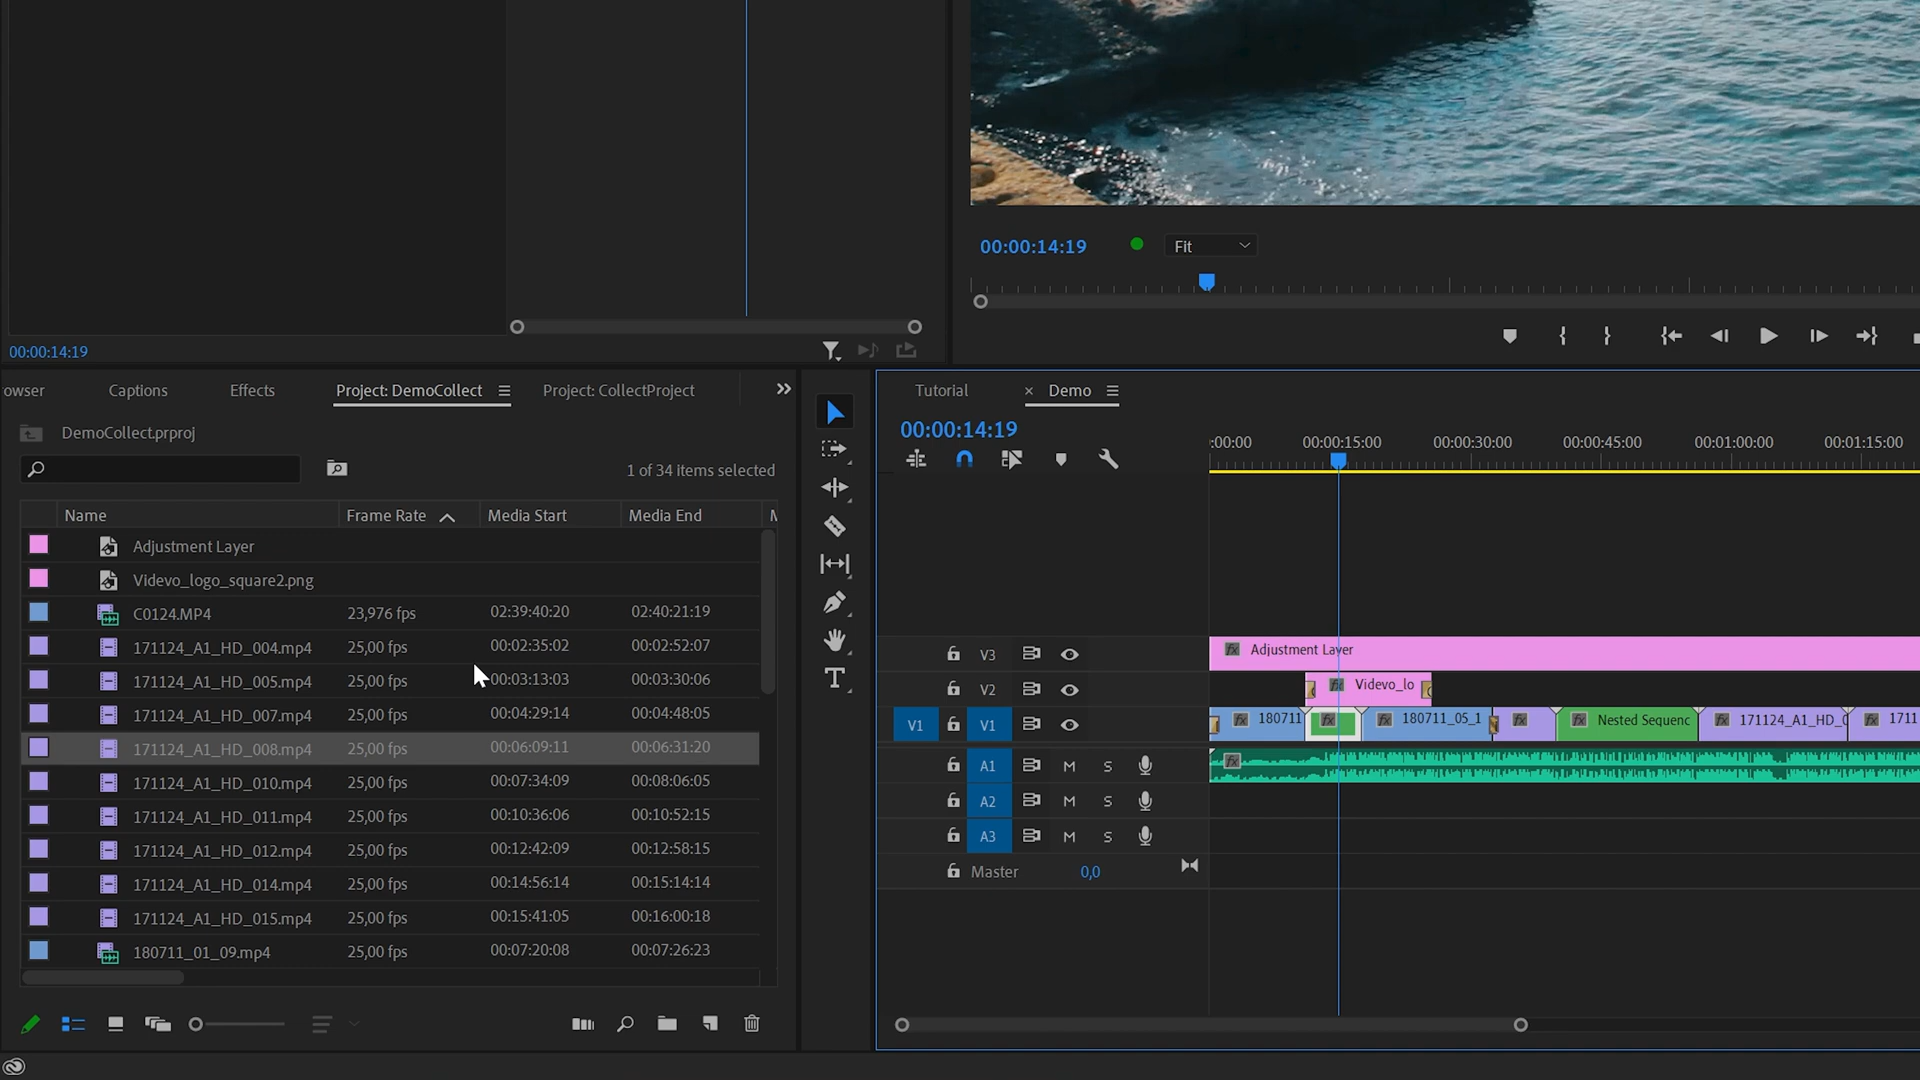 00:00:14:19
Fit
00:00:14:19
owser
Captions
Effects
Project: DemoCollect
Project: CollectProject
DemoCollect.prproj
1 of 34 items selected
Name
Frame Rate
Media Start
Media End
Adjustment Layer
Videvo_logo_square2.png
C0124.MP4 23,976 fps 02:39:40:20 02:40:21:19
171124_A1_HD_004.mp4 25,00 fps 00:02:35:02 00:02:52:07
171124_A1_HD_005.mp4 25,00 fps 00:03:13:03 00:03:30:06
171124_A1_HD_007.mp4 25,00 fps 00:04:29:14 00:04:48:05
171124_A1_HD_008.mp4 25,00 fps 00:06:09:11 00:06:31:20
171124_A1_HD_010.mp4 25,00 fps 00:07:34:09 00:08:06:05
171124_A1_HD_011.mp4 25,00 fps 00:10:36:06 00:10:52:15
171124_A1_HD_012.mp4 25,00 fps 00:12:42:09 00:12:58:15
171124_A1_HD_014.mp4 25,00 fps 00:14:56:14 00:15:14:14
171124_A1_HD_015.mp4 25,00 fps 00:15:41:05 00:16:00:18
180711_01_09.mp4 25,00 fps 00:07:20:08 00:07:26:23
Tutorial
× Demo
00:00:14:19
:00:00 00:00:15:00 00:00:30:00 00:00:45:00 00:01:00:00 00:01:15:00
V3
fx Adjustment Layer
V2
fx Videvo_lo
V1 V1
fx 180711 fx fx 180711_05_1 fx fx Nested Sequenc fx 171124_A1_HD_0 fx 1711
A1 M S fx
A2 M S
A3 M S
Master 0,0